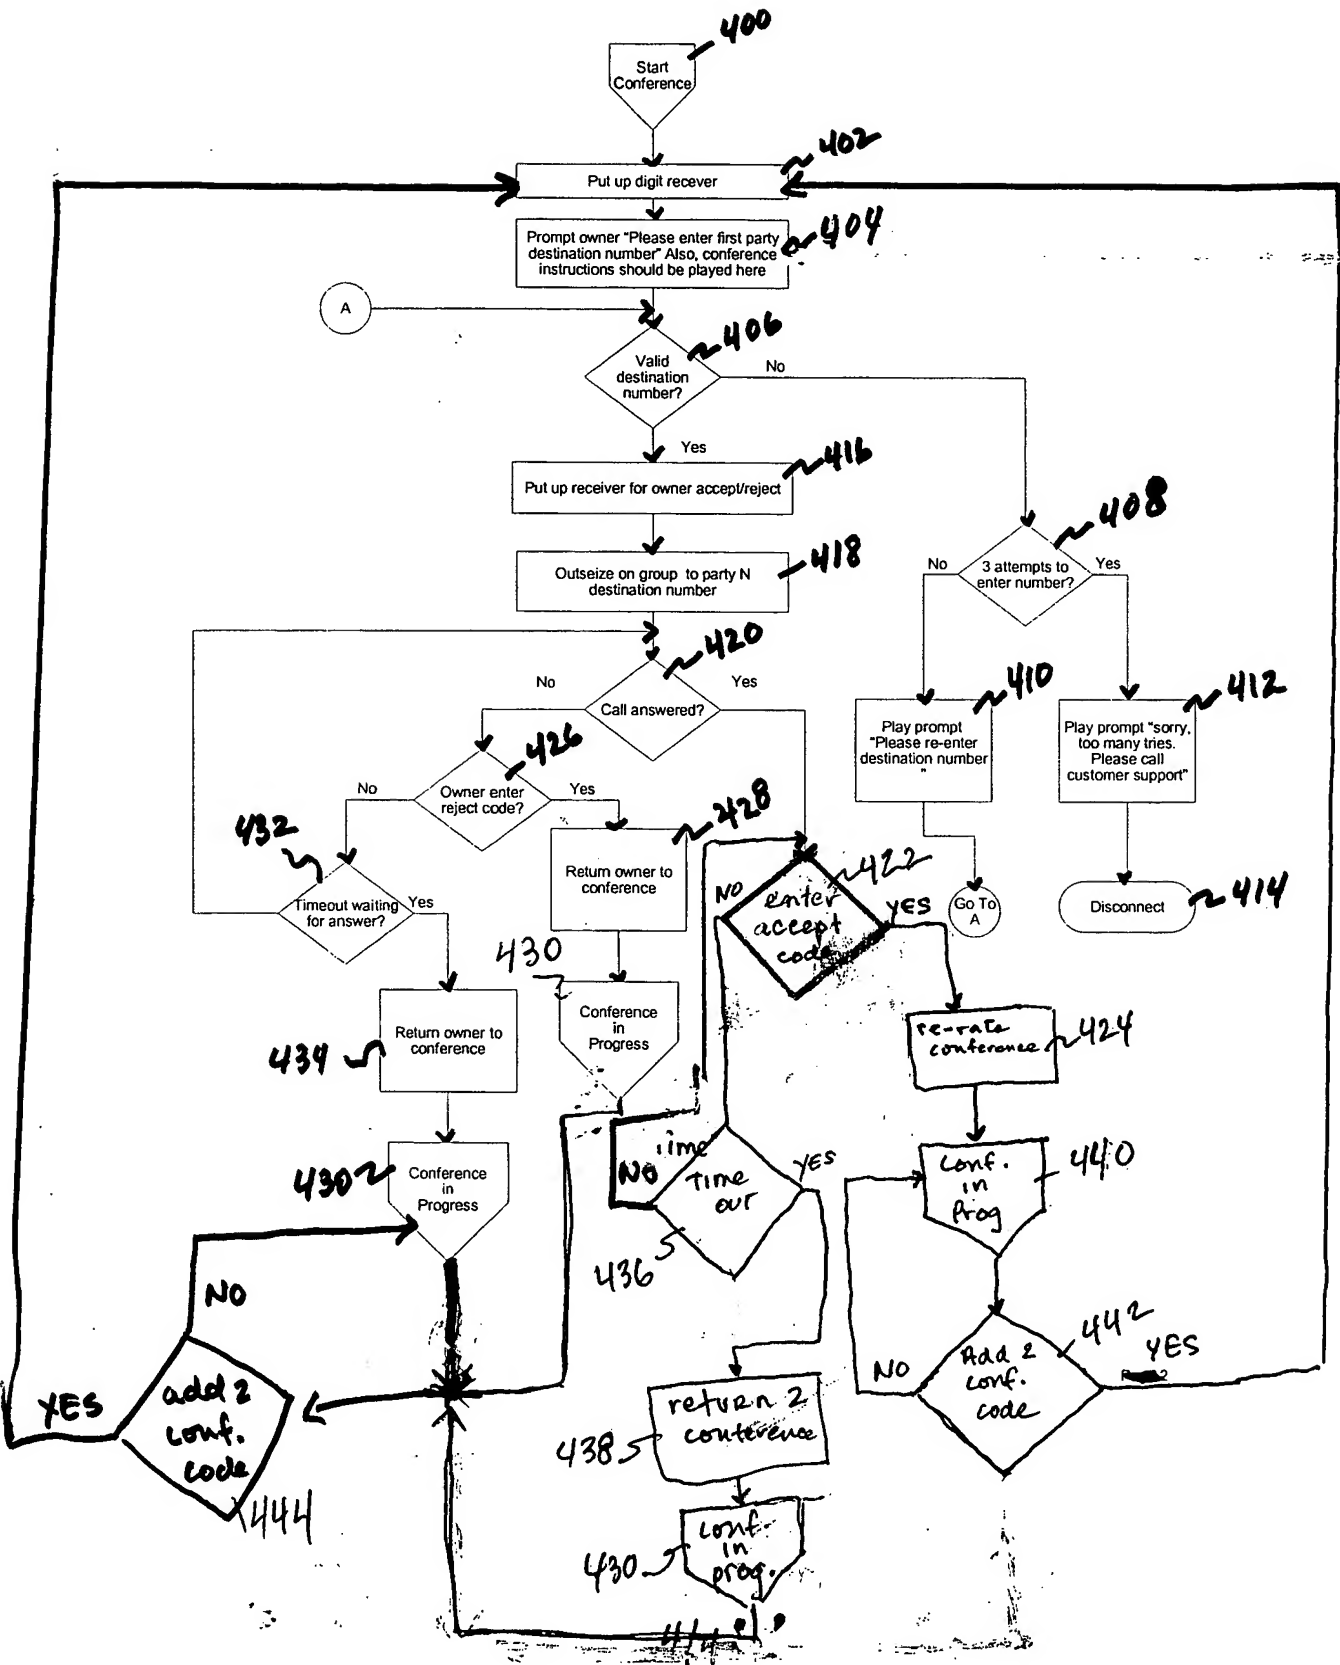 400
Start
Conference
402
Put up digit recever
404
Prompt owner "Please enter first party
destination number" Also, conference
instructions should be played here
A
406
Valid
destination
number?
No
Yes
416
Put up receiver for owner accept/reject
408
3 attempts to
enter number?
No
Yes
418
Outseize on group to party N
destination number
420
No
Yes
Call answered?
410
Play prompt
"Please re-enter
destination number
"
412
Play prompt "sorry,
too many tries.
Please call
customer support"
426
Owner enter
reject code?
No
Yes
428
Return owner to
conference
432
Timeout waiting
for answer?
Yes
422
NO
enter
accept
code
YES
Go To
A
Disconnect
414
430
Conference
in
Progress
434
Return owner to
conference
re-rate
conference
424
430
Conference
in
Progress
Time
NO
Time
out
YES
436
conf.
in
Prog
440
NO
YES
add 2
conf.
code
444
return 2
conference
438
NO
Add 2
conf.
code
442
YES
conf.
in
prog.
430